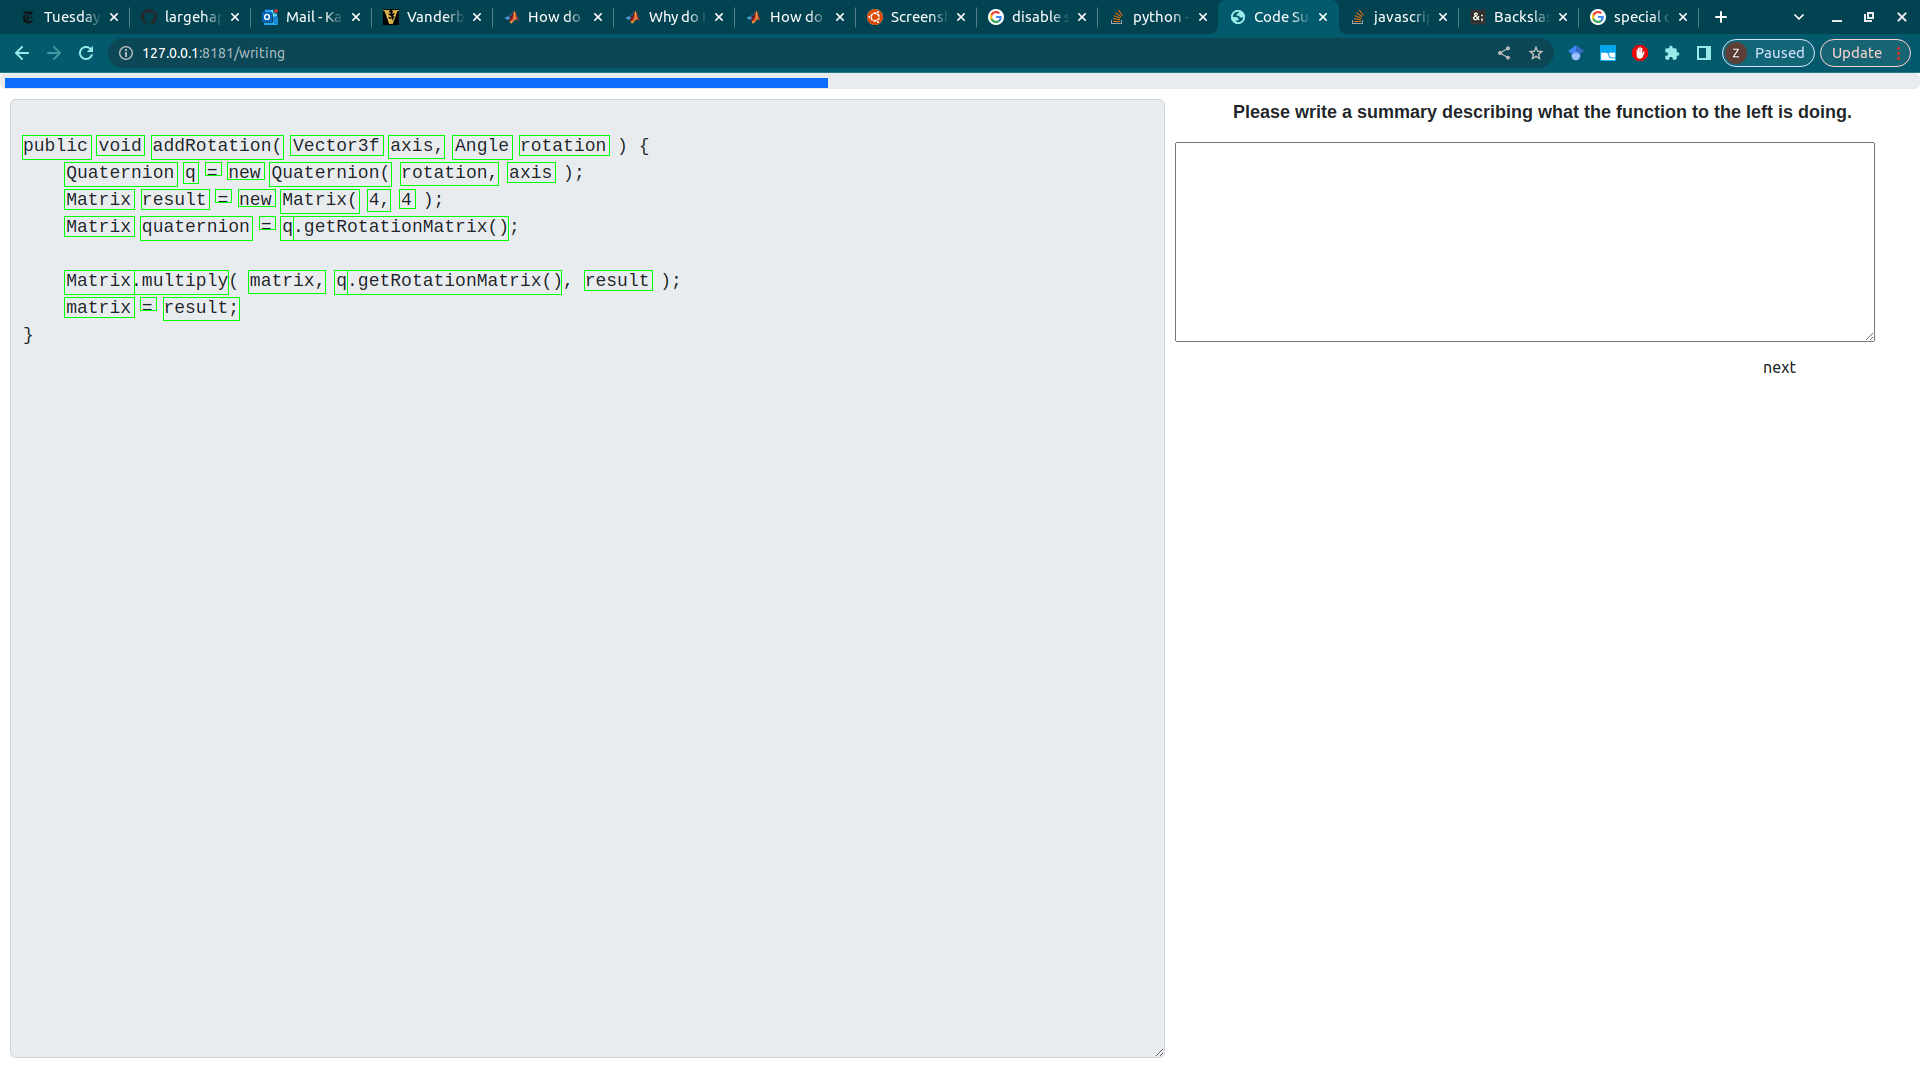 Tuesday
largehap
Mail - Ka
Vanderb
How do
Why do
How do
Screens
disable s
python -
Code Su
javascrip
Backslas
special c
127.0.0.1:8181/writing
Z Paused
Update
Please write a summary describing what the function to the left is doing.
public void addRotation( Vector3f axis, Angle rotation ) {
Quaternion q = new Quaternion( rotation, axis );
Matrix result = new Matrix( 4, 4 );
Matrix quaternion = q.getRotationMatrix();
Matrix.multiply( matrix, q.getRotationMatrix(), result );
matrix = result;
}
next